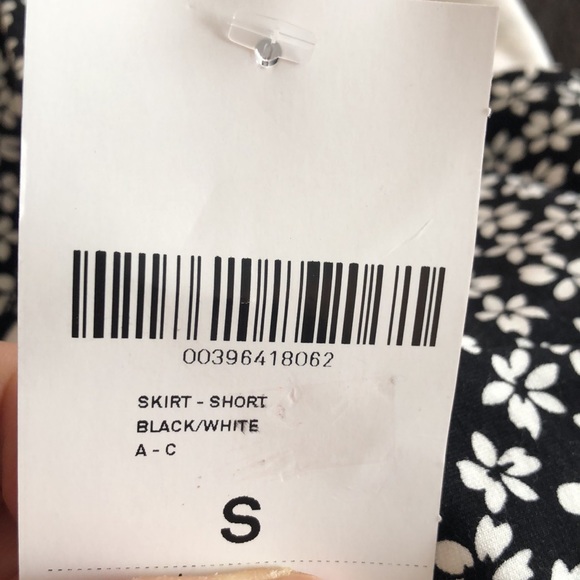 00396418062
SKIRT - SHORT
BLACK/WHITE
A - C
S